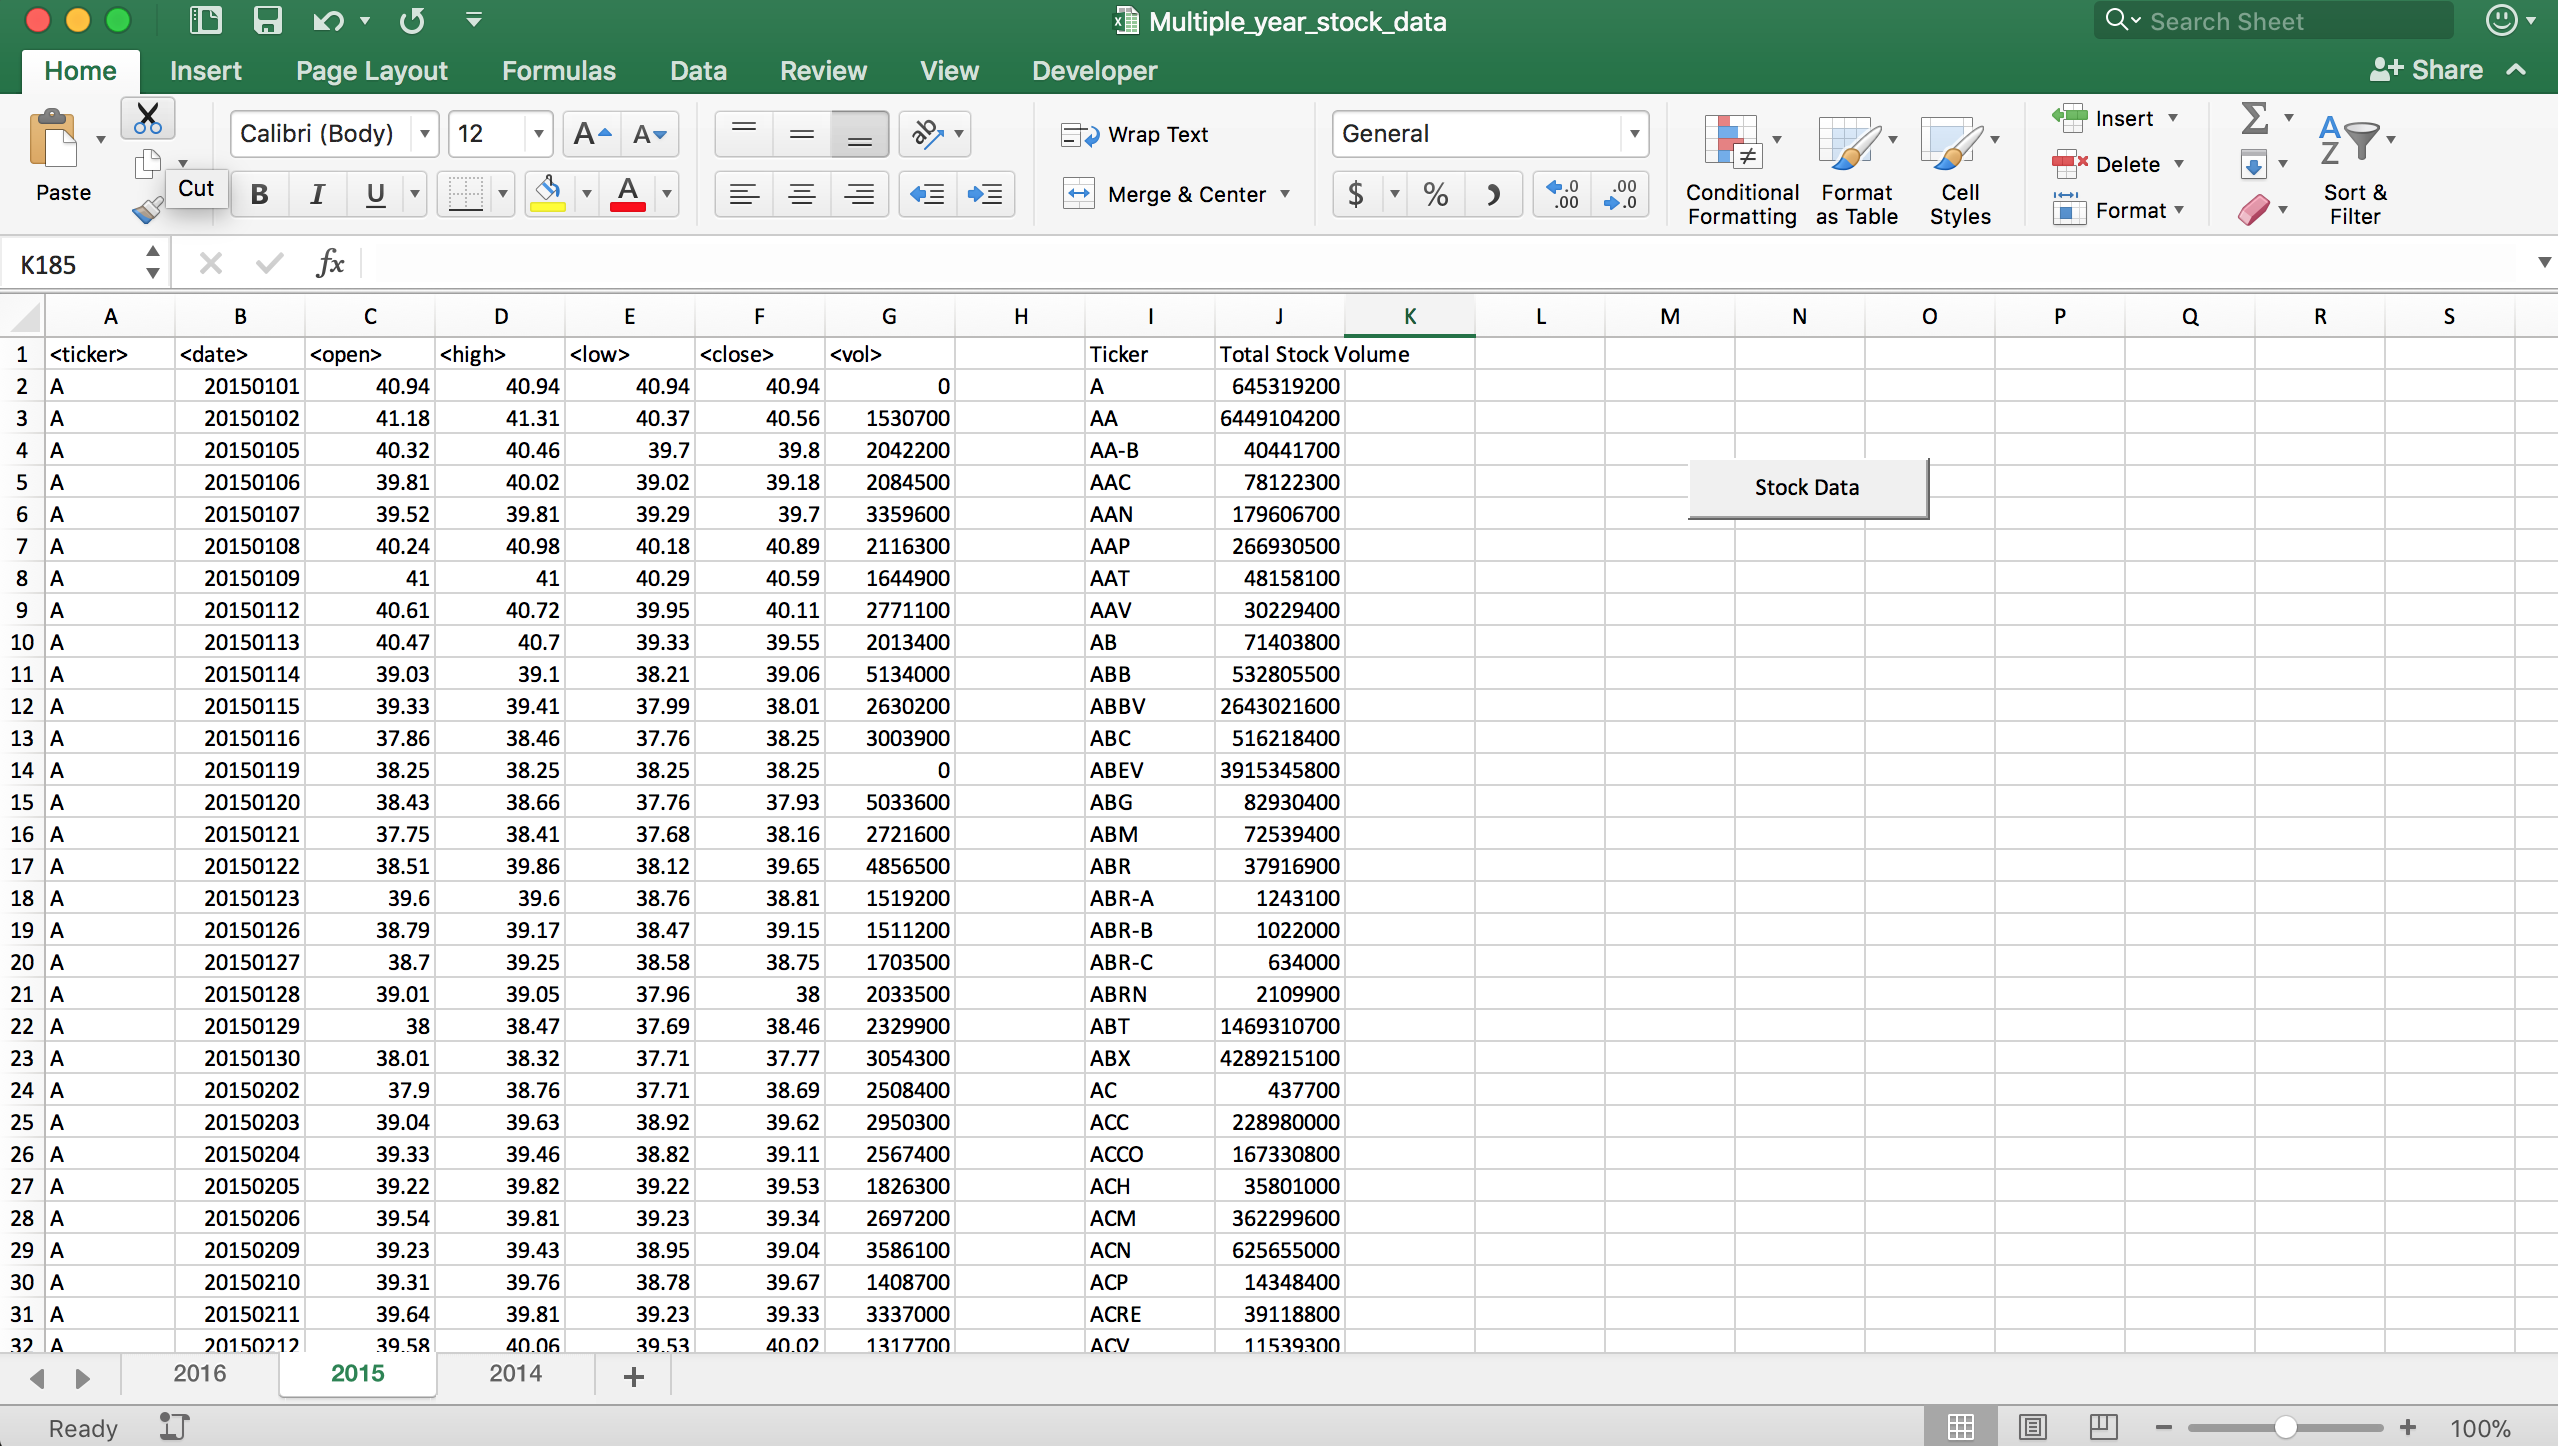 Multiple_year_stock_data
Search Sheet
Home Insert Page Layout Formulas Data Review View Developer Share
Paste Cut Calibri (Body) 12 A A Wrap Text General Insert
B I U A Merge & Center $ % Conditional Formatting Format as Table Cell Styles Delete Format Sort & Filter
K185 fx
A B C D E F G H I J K L M N O P Q R S
1 <ticker> <date> <open> <high> <low> <close> <vol> Ticker Total Stock Volume
2 A 20150101 40.94 40.94 40.94 40.94 0 A 645319200
3 A 20150102 41.18 41.31 40.37 40.56 1530700 AA 6449104200
4 A 20150105 40.32 40.46 39.7 39.8 2042200 AA-B 40441700
5 A 20150106 39.81 40.02 39.02 39.18 2084500 AAC 78122300
Stock Data
6 A 20150107 39.52 39.81 39.29 39.7 3359600 AAN 179606700
7 A 20150108 40.24 40.98 40.18 40.89 2116300 AAP 266930500
8 A 20150109 41 41 40.29 40.59 1644900 AAT 48158100
9 A 20150112 40.61 40.72 39.95 40.11 2771100 AAV 30229400
10 A 20150113 40.47 40.7 39.33 39.55 2013400 AB 71403800
11 A 20150114 39.03 39.1 38.21 39.06 5134000 ABB 532805500
12 A 20150115 39.33 39.41 37.99 38.01 2630200 ABBV 2643021600
13 A 20150116 37.86 38.46 37.76 38.25 3003900 ABC 516218400
14 A 20150119 38.25 38.25 38.25 38.25 0 ABEV 3915345800
15 A 20150120 38.43 38.66 37.76 37.93 5033600 ABG 82930400
16 A 20150121 37.75 38.41 37.68 38.16 2721600 ABM 72539400
17 A 20150122 38.51 39.86 38.12 39.65 4856500 ABR 37916900
18 A 20150123 39.6 39.6 38.76 38.81 1519200 ABR-A 1243100
19 A 20150126 38.79 39.17 38.47 39.15 1511200 ABR-B 1022000
20 A 20150127 38.7 39.25 38.58 38.75 1703500 ABR-C 634000
21 A 20150128 39.01 39.05 37.96 38 2033500 ABRN 2109900
22 A 20150129 38 38.47 37.69 38.46 2329900 ABT 1469310700
23 A 20150130 38.01 38.32 37.71 37.77 3054300 ABX 4289215100
24 A 20150202 37.9 38.76 37.71 38.69 2508400 AC 437700
25 A 20150203 39.04 39.63 38.92 39.62 2950300 ACC 228980000
26 A 20150204 39.33 39.46 38.82 39.11 2567400 ACCO 167330800
27 A 20150205 39.22 39.82 39.22 39.53 1826300 ACH 35801000
28 A 20150206 39.54 39.81 39.23 39.34 2697200 ACM 362299600
29 A 20150209 39.23 39.43 38.95 39.04 3586100 ACN 625655000
30 A 20150210 39.31 39.76 38.78 39.67 1408700 ACP 14348400
31 A 20150211 39.64 39.81 39.23 39.33 3337000 ACRE 39118800
32 A 20150212 39.58 40.06 39.53 40.02 1317700 ACV 11539300
2016 2015 2014 +
Ready 100%